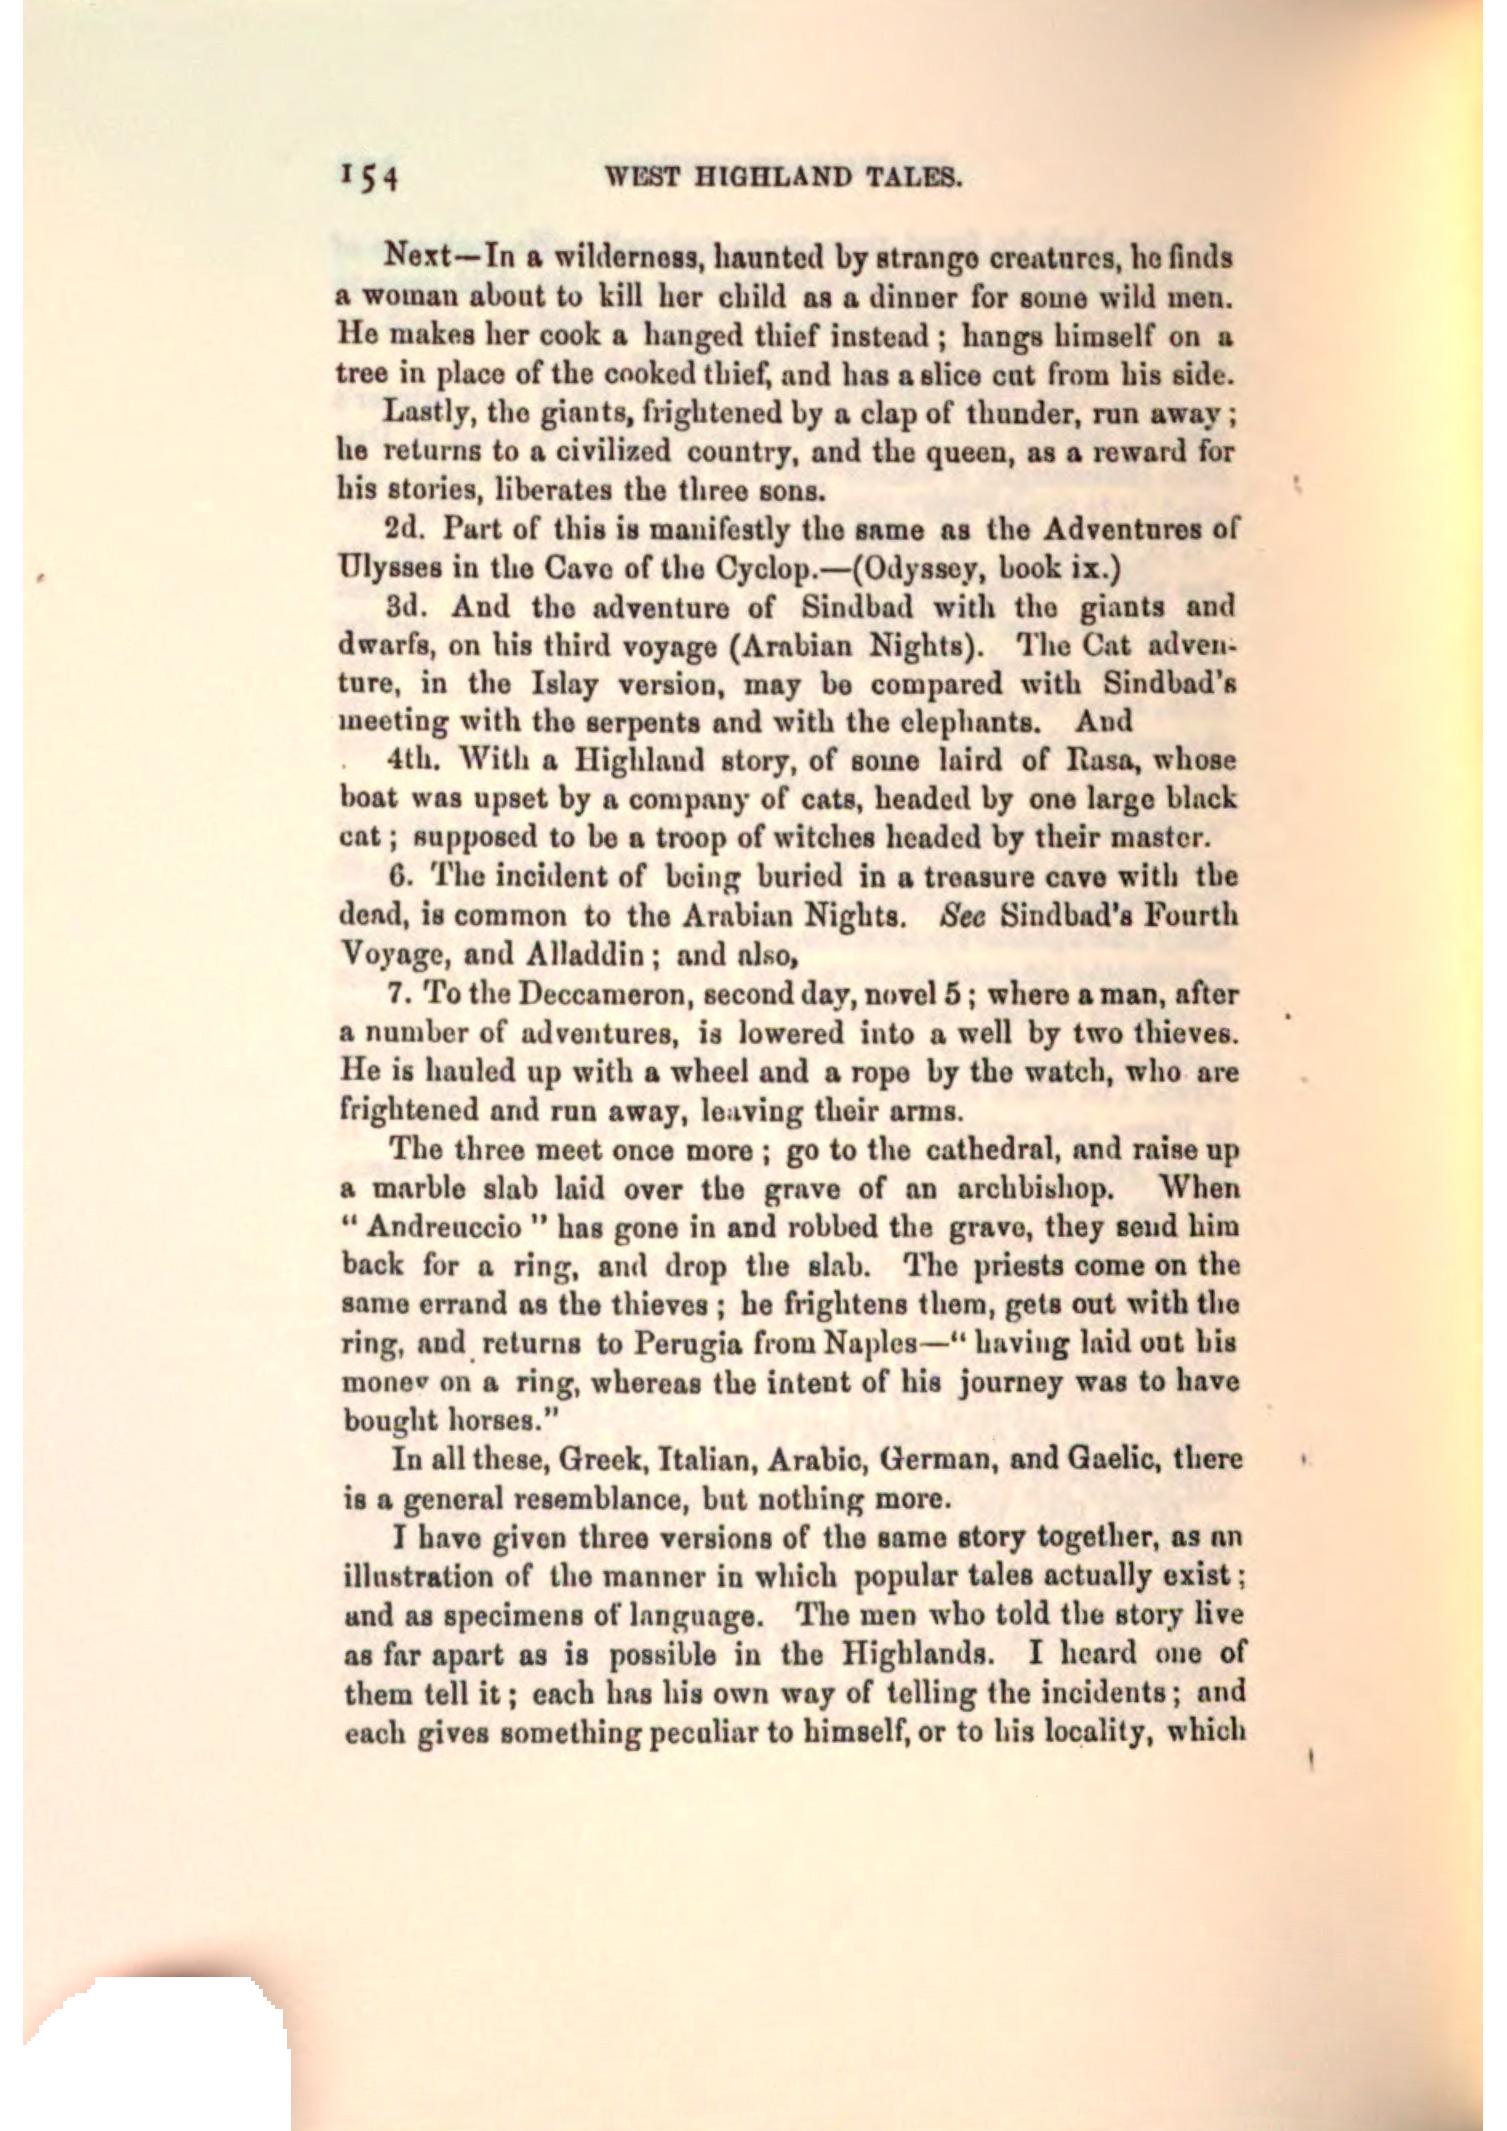 154 WEST HIGHLAND TALES.
Next—In a wilderness, haunted by strange creatures, he finds
a woman about to kill her child as a dinner for some wild men.
He makes her cook a hanged thief instead ; hangs himself on a
tree in place of the cooked thief, and has a slice cut from his side.
Lastly, the giants, frightened by a clap of thunder, run away ;
he returns to a civilized country, and the queen, as a reward for
his stories, liberates the three sons.
2d. Part of this is manifestly the same as the Adventures of
Ulysses in the Cave of the Cyclop.—(Odyssey, book ix.)
3d. And the adventure of Sindbad with the giants and
dwarfs, on his third voyage (Arabian Nights). The Cat adven-
ture, in the Islay version, may be compared with Sindbad's
meeting with the serpents and with the elephants. And
4th. With a Highland story, of some laird of Rasa, whose
boat was upset by a company of cats, headed by one large black
cat ; supposed to be a troop of witches headed by their master.
6. The incident of being buried in a treasure cave with the
dead, is common to the Arabian Nights. See Sindbad's Fourth
Voyage, and Alladdin ; and also,
7. To the Deccameron, second day, novel 5 ; where a man, after
a number of adventures, is lowered into a well by two thieves.
He is hauled up with a wheel and a rope by the watch, who are
frightened and run away, leaving their arms.
The three meet once more ; go to the cathedral, and raise up
a marble slab laid over the grave of an archbishop. When
" Andreuccio " has gone in and robbed the grave, they send him
back for a ring, and drop the slab. The priests come on the
same errand as the thieves ; he frightens them, gets out with the
ring, and returns to Perugia from Naples—" having laid out his
money on a ring, whereas the intent of his journey was to have
bought horses."
In all these, Greek, Italian, Arabic, German, and Gaelic, there
is a general resemblance, but nothing more.
I have given three versions of the same story together, as an
illustration of the manner in which popular tales actually exist ;
and as specimens of language. The men who told the story live
as far apart as is possible in the Highlands. I heard one of
them tell it ; each has his own way of telling the incidents ; and
each gives something peculiar to himself, or to his locality, which